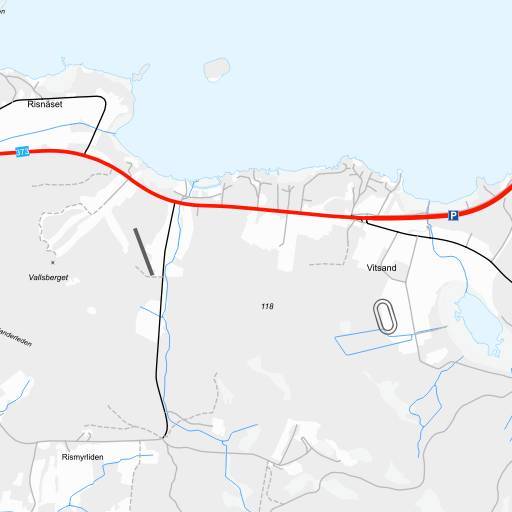 Risnäset
373
P
Vitsand
Vallsberget
118
Rismyrliden